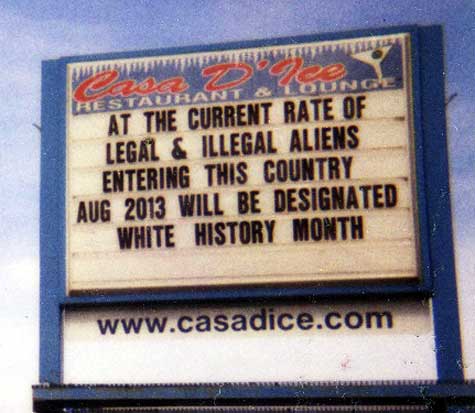 Casa D'Ice
RESTAURANT & LOUNGE
AT THE CURRENT RATE OF
LEGAL & ILLEGAL ALIENS
ENTERING THIS COUNTRY
AUG 2013 WILL BE DESIGNATED
WHITE HISTORY MONTH
www.casadice.com